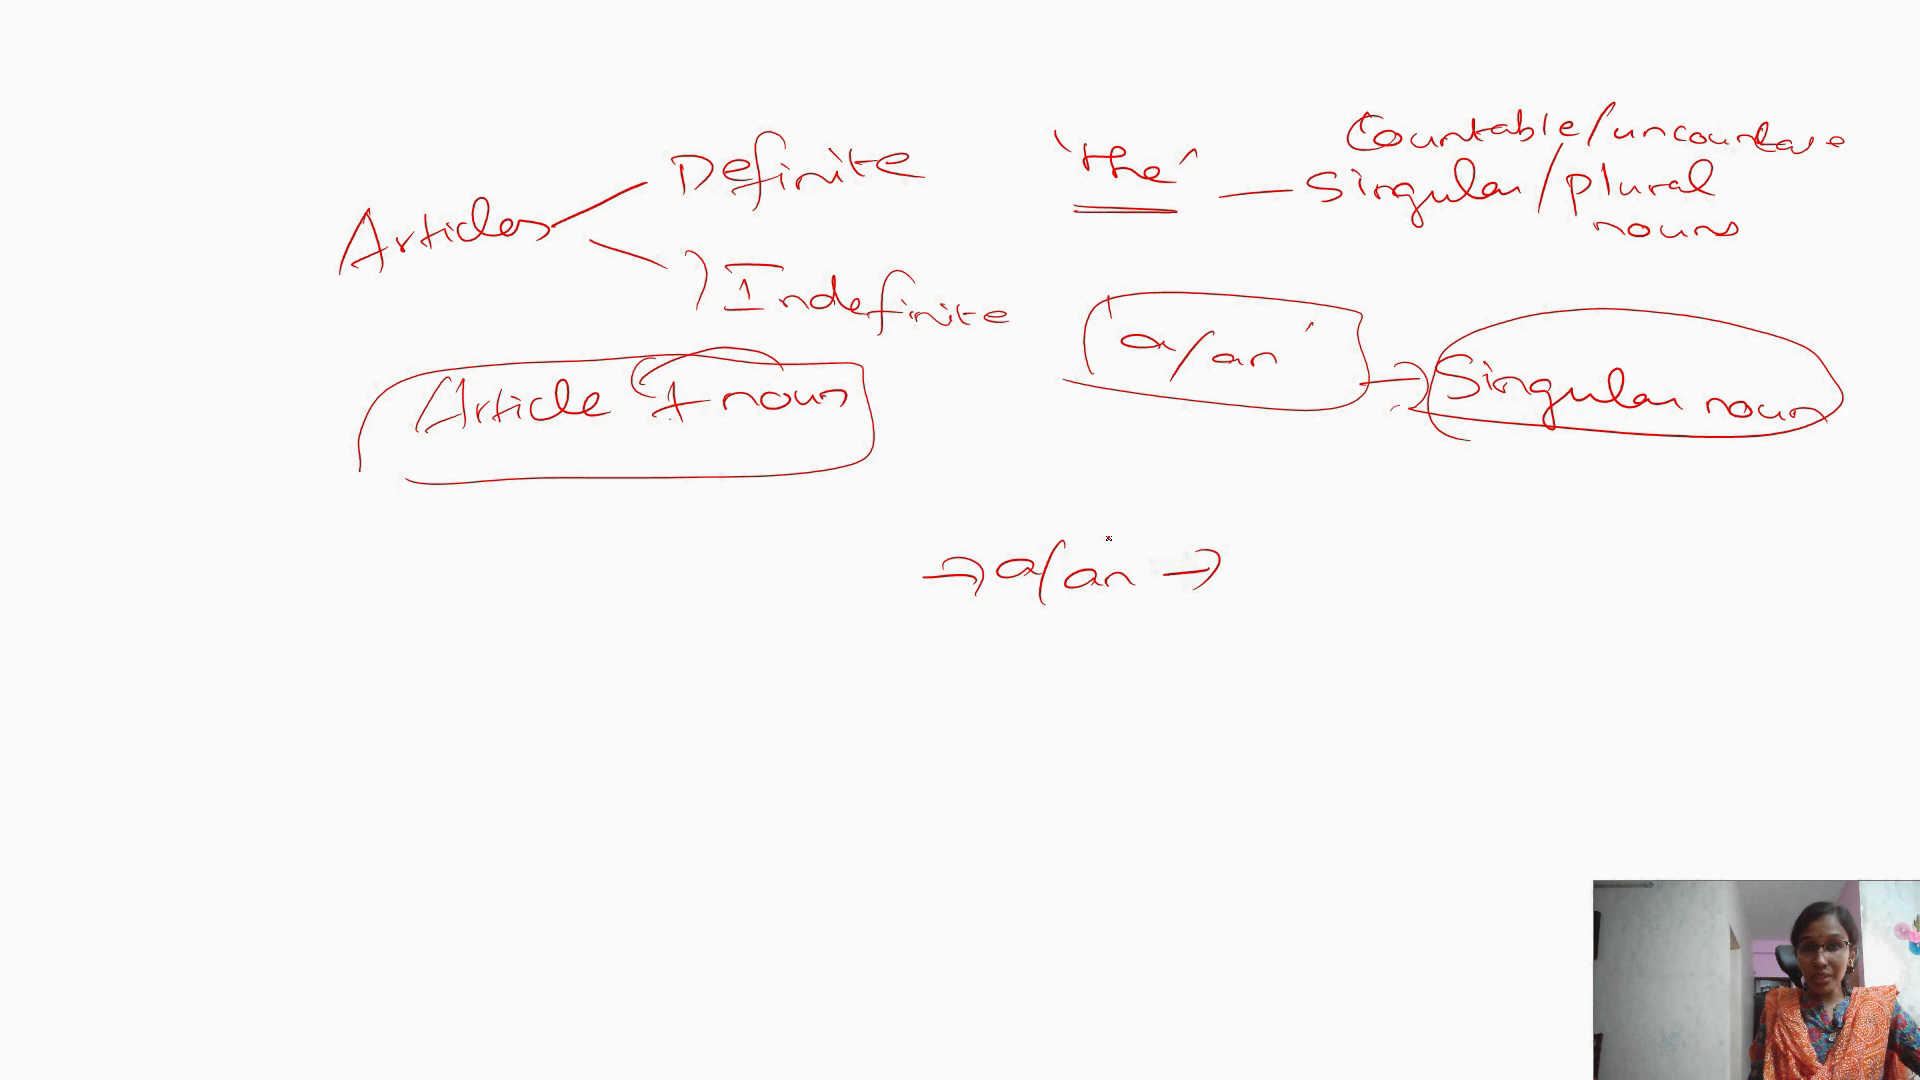 Countable/uncountable
Articles Definite 'the' — Singular/plural
nouns
Indefinite 'a/an' → Singular noun
Article + noun
→ a/an →